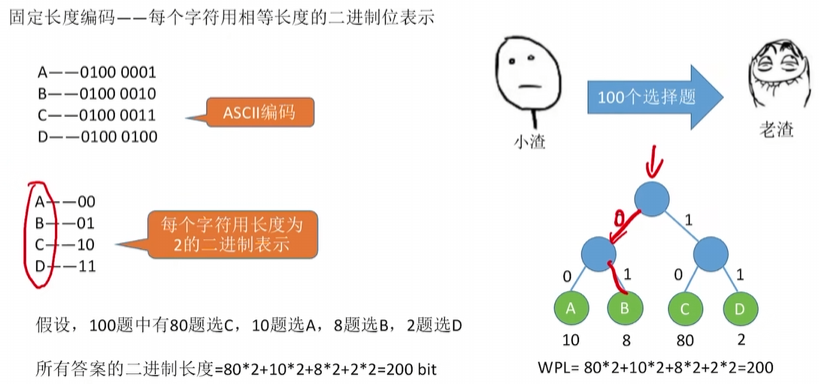 固定长度编码——每个字符用相等长度的二进制位表示
A——0100 0001
B——0100 0010
C——0100 0011
D——0100 0100
ASCII编码
小渣
100个选择题
老渣
A——00
B——01
C——10
D——11
每个字符用长度为
2的二进制表示
0
1
0
1
0
1
A
B
C
D
10
8
80
2
假设，100题中有80题选C，10题选A，8题选B，2题选D
所有答案的二进制长度=80*2+10*2+8*2+2*2=200 bit
WPL= 80*2+10*2+8*2+2*2=200